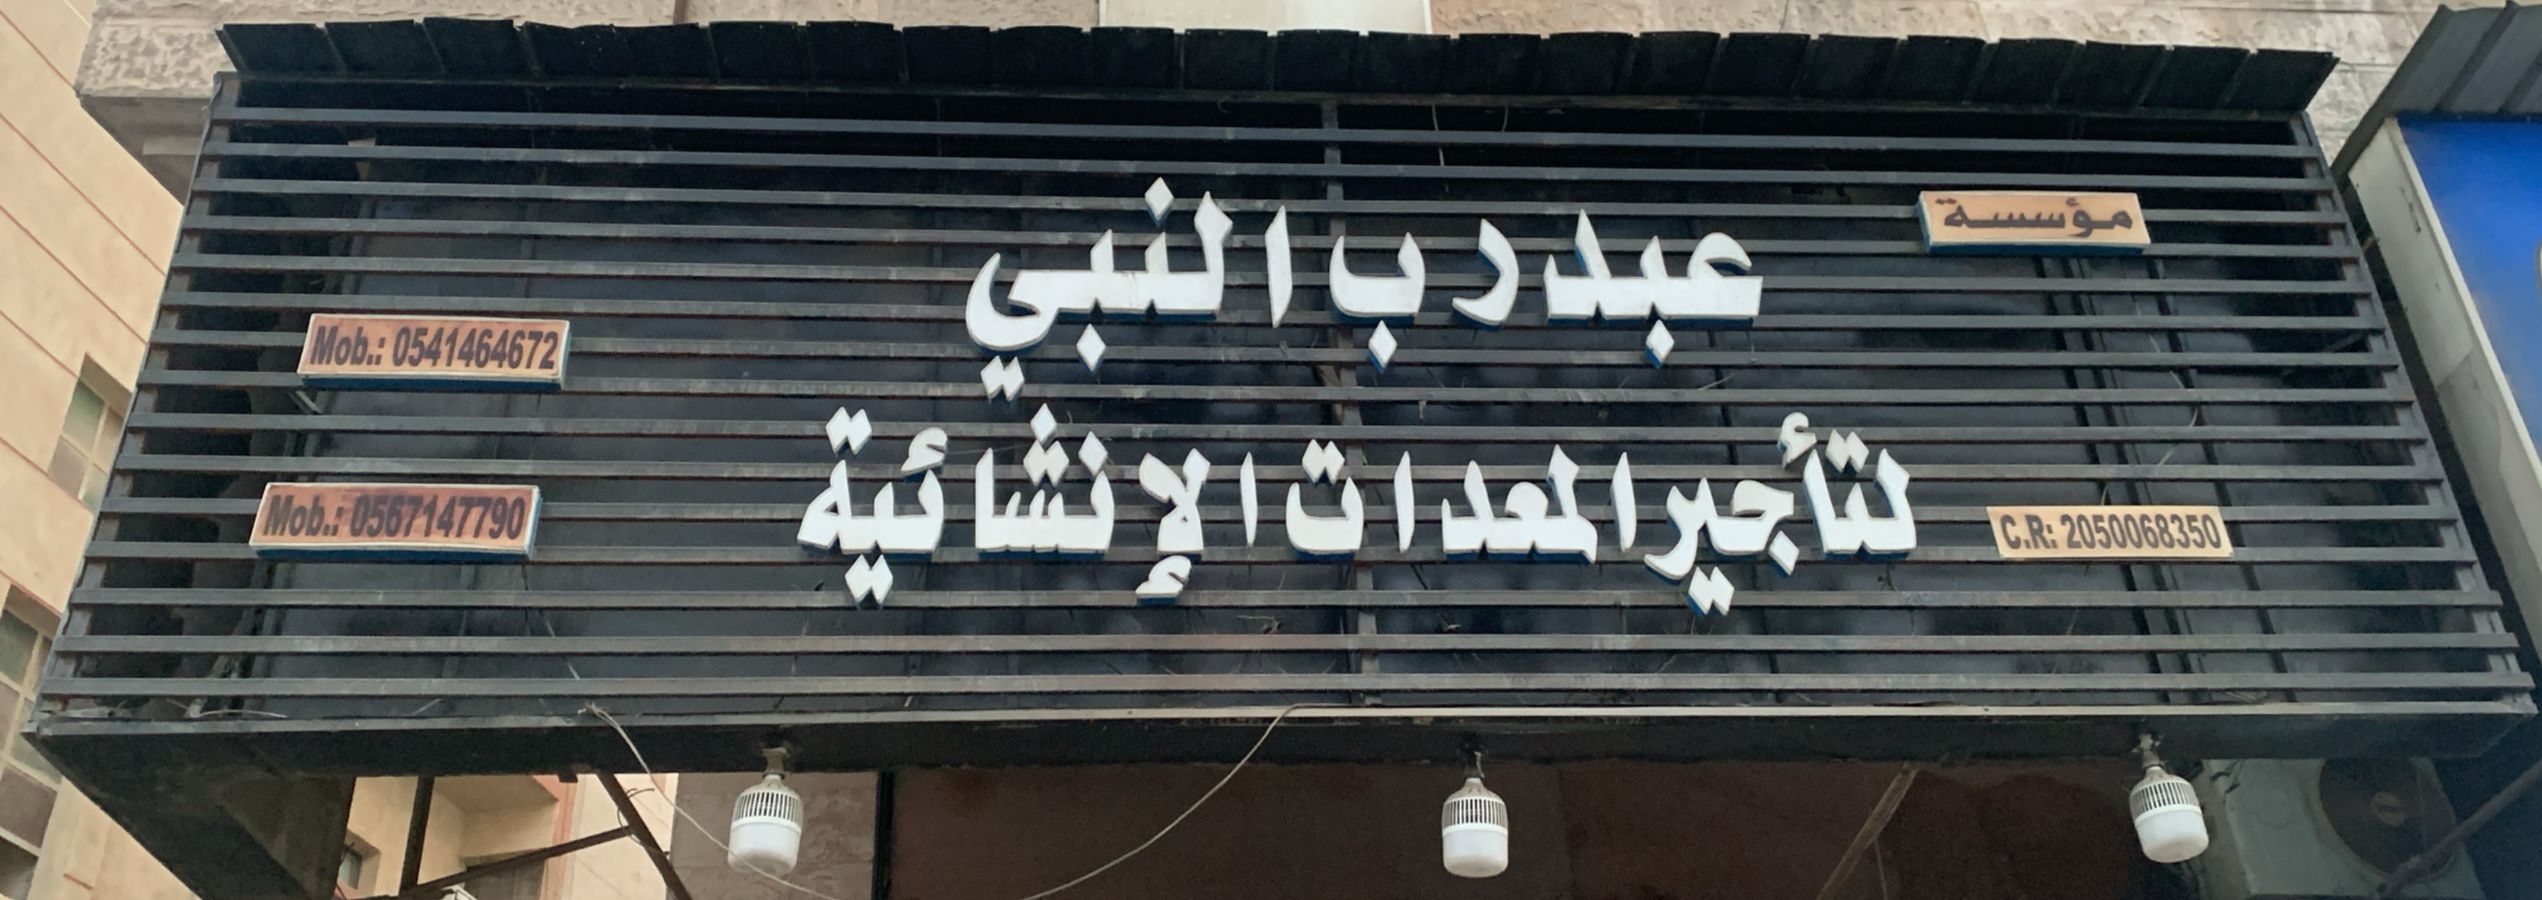 مؤسسة
عبدرب النبي
لتأجير المعدات الإنشائية
Mob.: 0541464672
Mob.: 0567147790
C.R: 2050068350